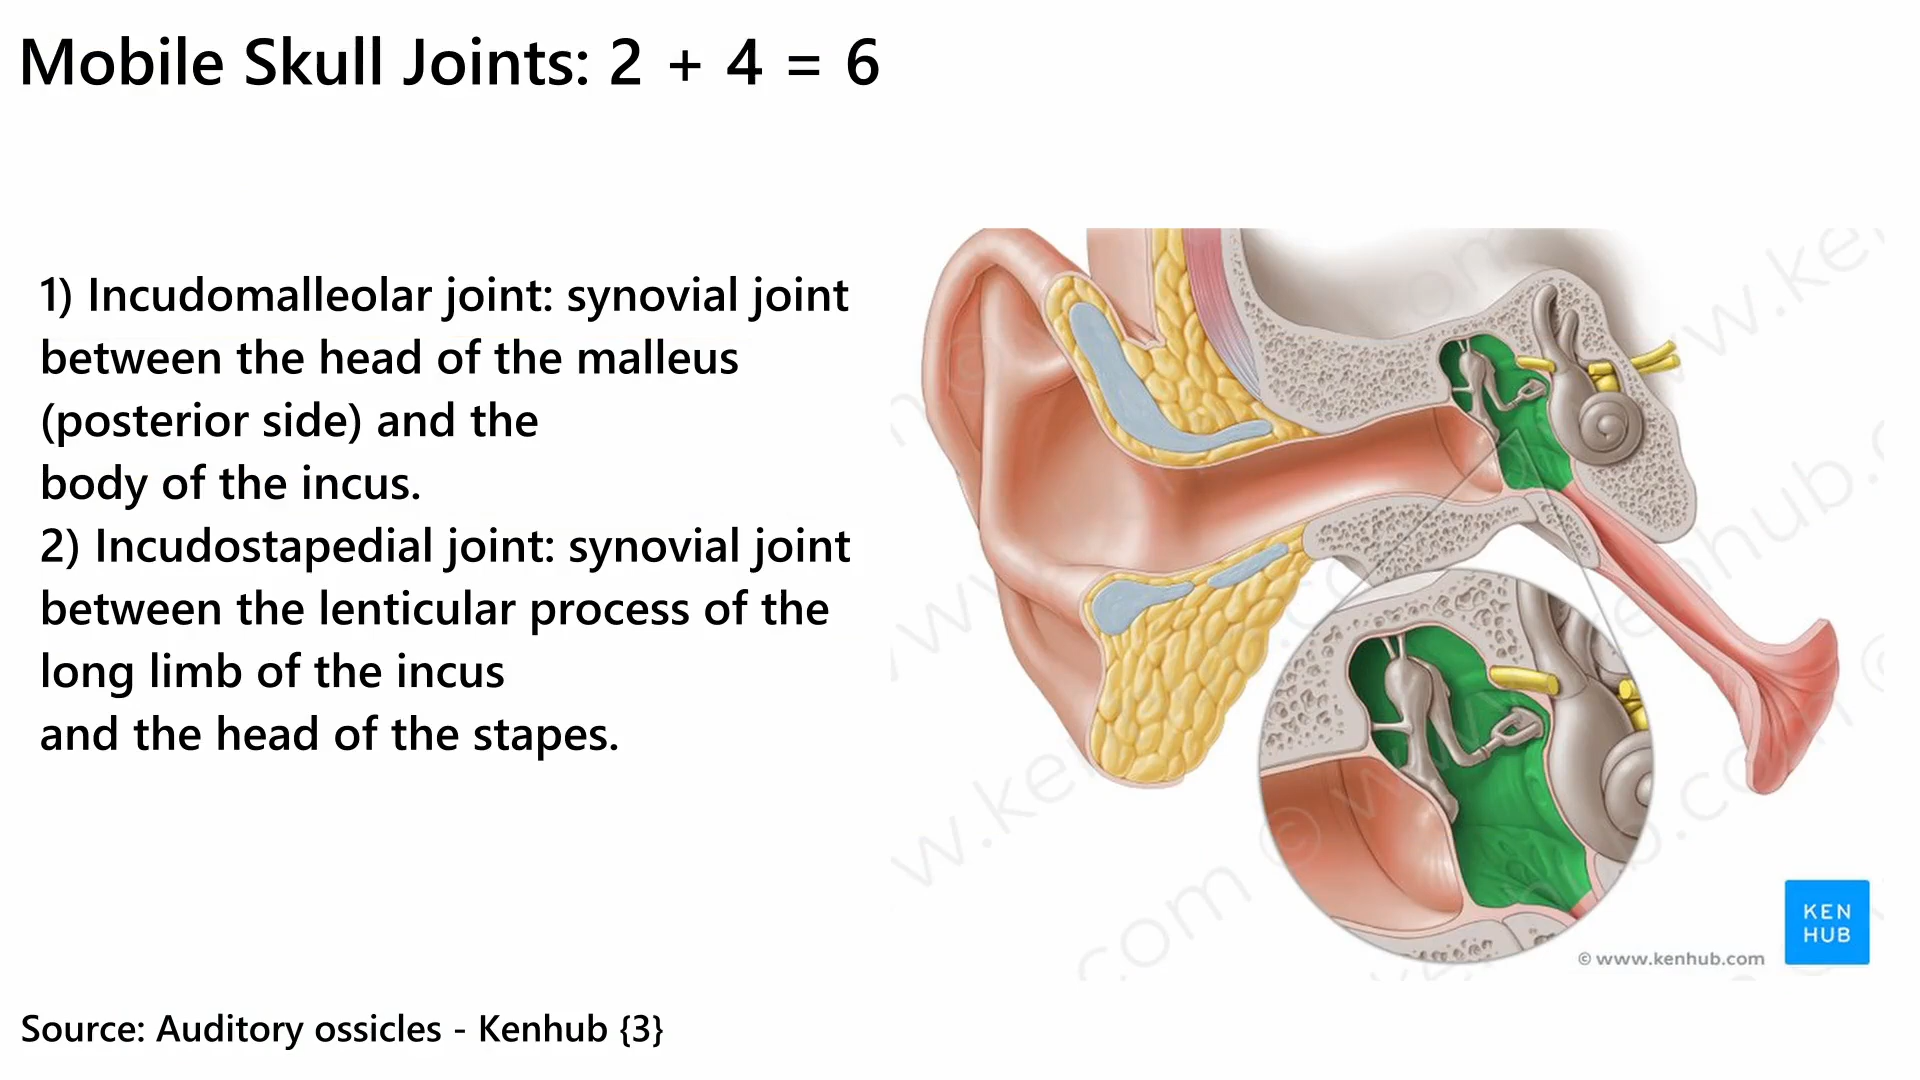 Mobile Skull Joints: 2 + 4 = 6
1) Incudomalleolar joint: synovial joint
between the head of the malleus
(posterior side) and the
body of the incus.
2) Incudostapedial joint: synovial joint
between the lenticular process of the
long limb of the incus
and the head of the stapes.
KEN
HUB
© www.kenhub.com
Source: Auditory ossicles - Kenhub {3}